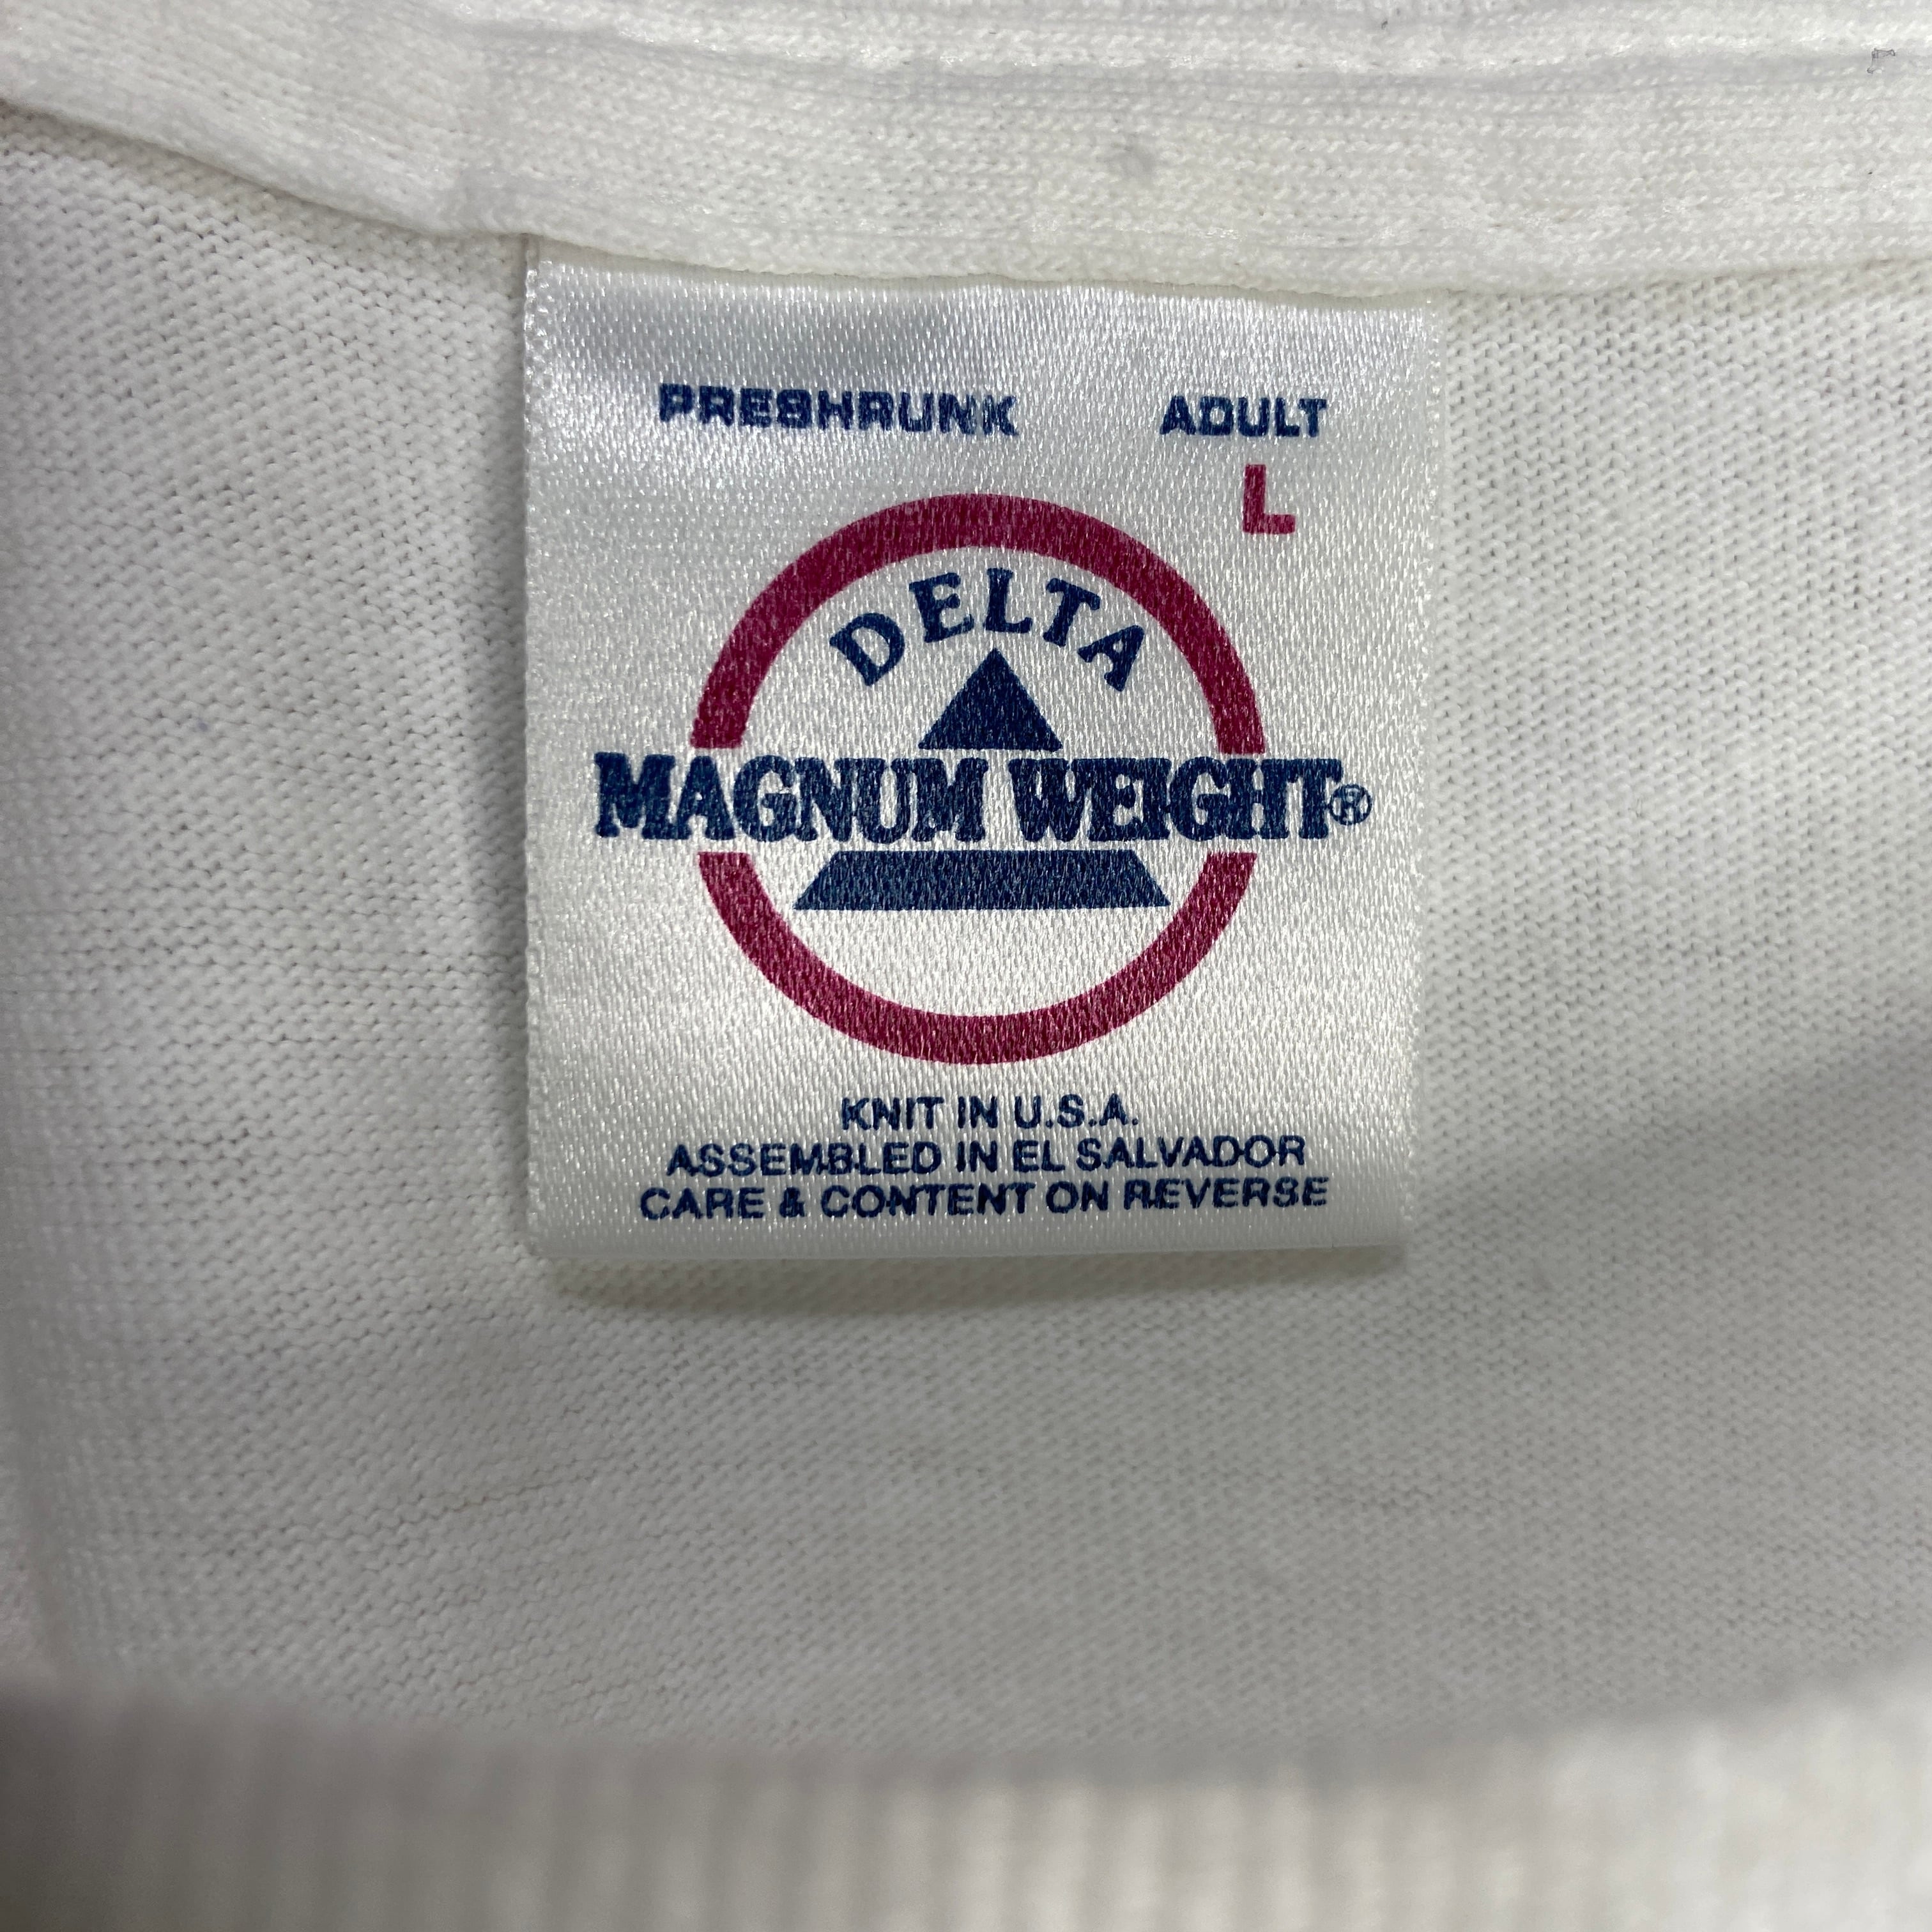 PRESHRUNK ADULT
L
DELTA
MAGNUM WEIGHT®
KNIT IN U.S.A.
ASSEMBLED IN EL SALVADOR
CARE & CONTENT ON REVERSE